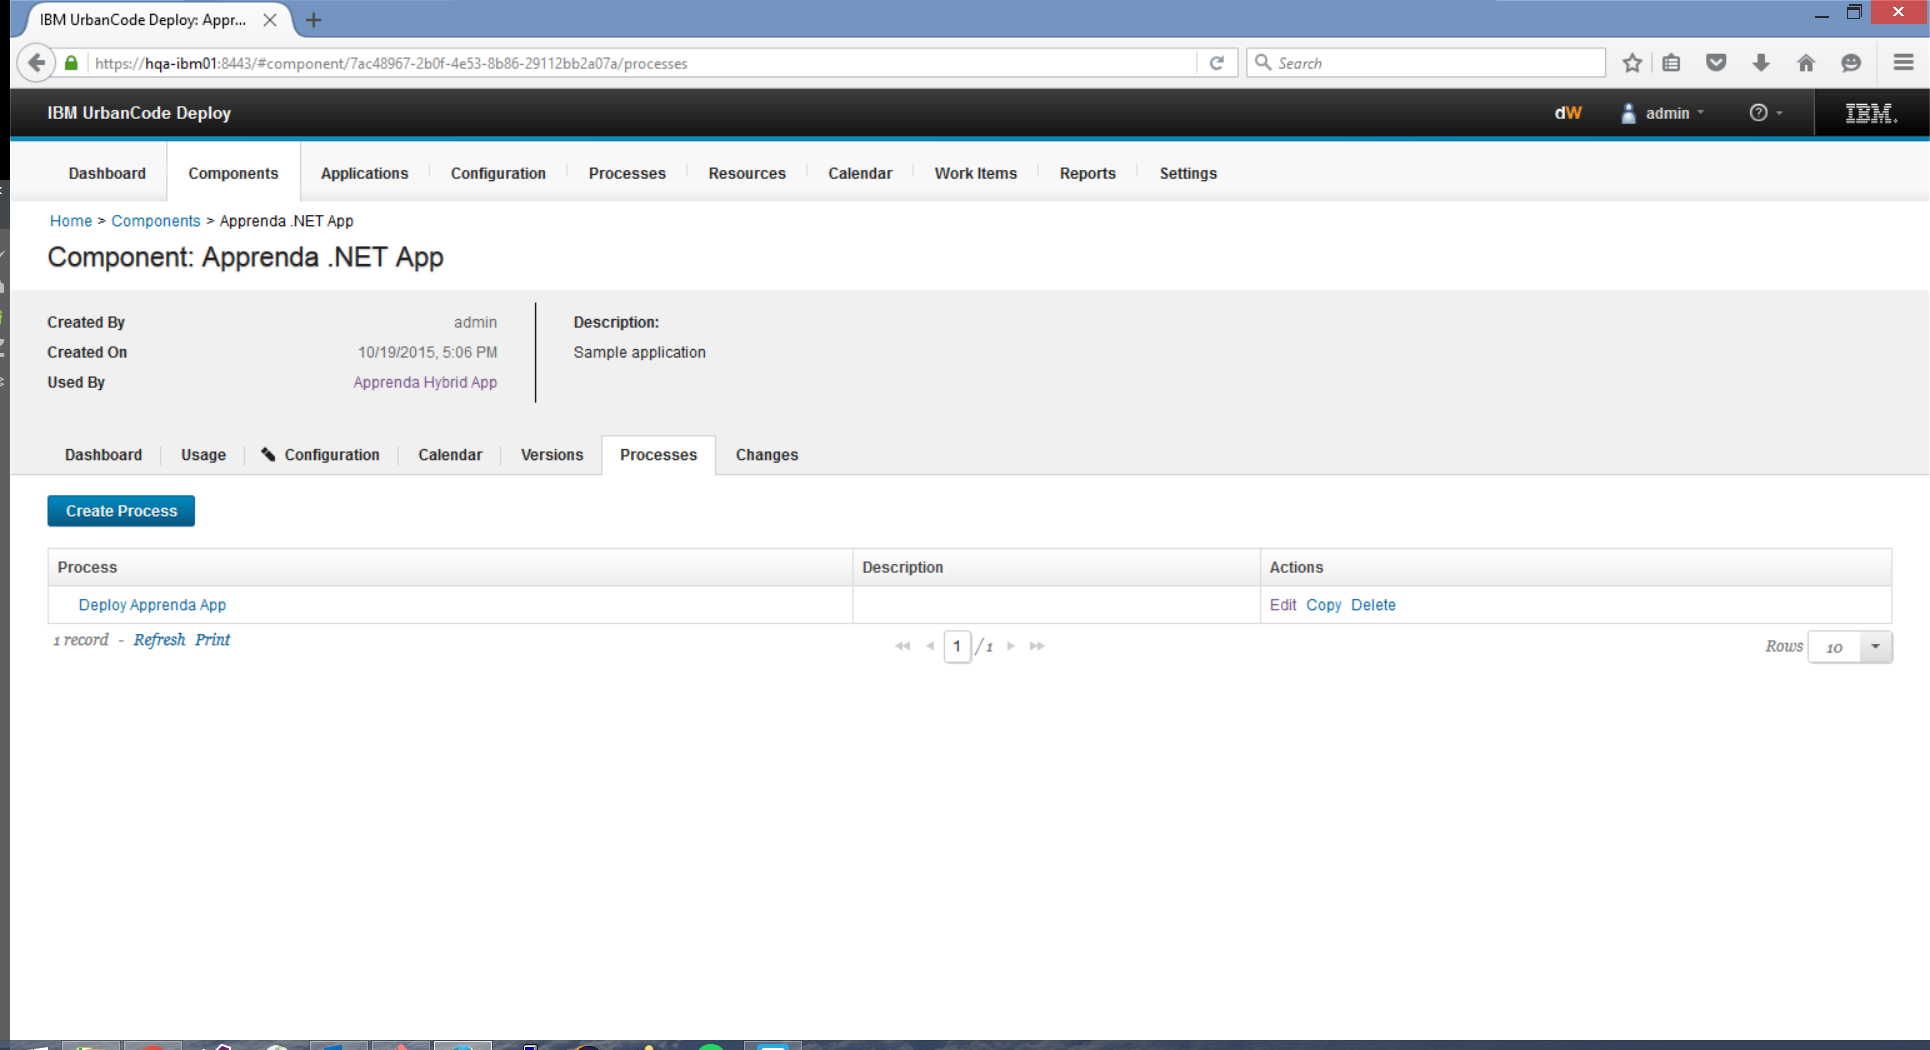 IBM UrbanCode Deploy: Appr...
https://hqa-ibm01:8443/#component/7ac48967-2b0f-4e53-8b86-29112bb2a07a/processes
Search
IBM UrbanCode Deploy
dW
admin
IBM.
Dashboard Components Applications Configuration Processes Resources Calendar Work Items Reports Settings
Home > Components > Apprenda .NET App
Component: Apprenda .NET App
Created By admin
Created On 10/19/2015, 5:06 PM
Used By Apprenda Hybrid App
Description:
Sample application
Dashboard Usage Configuration Calendar Versions Processes Changes
Create Process
Process Description Actions
Deploy Apprenda App Edit Copy Delete
1 record - Refresh Print
1 / 1
Rows 10